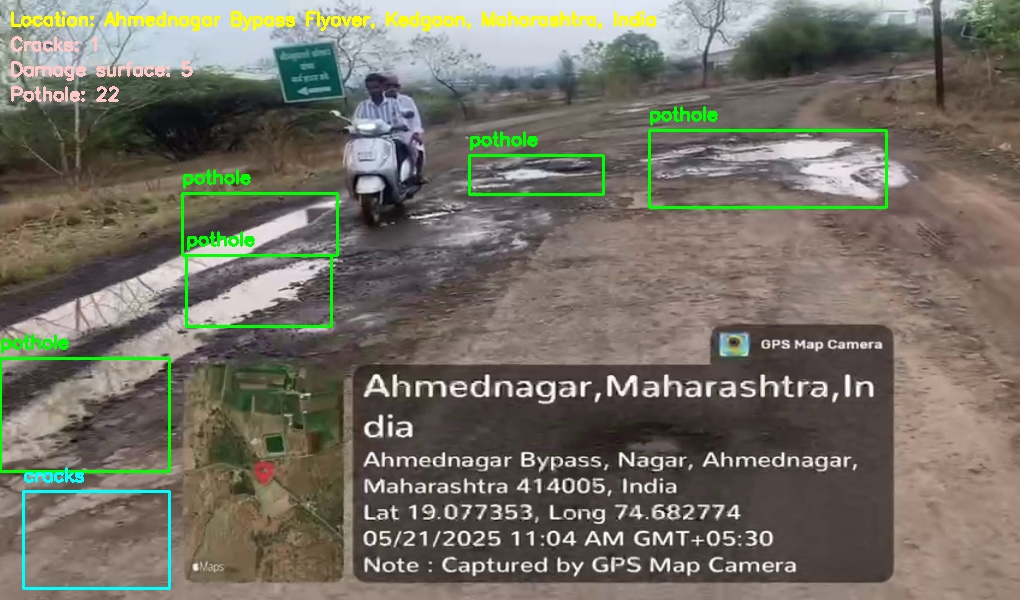 Location: Ahmednagar Bypass Flyover, Kedgaon, Maharashtra, India
Cracks: 1
Damage surface: 5
Pothole: 22
pothole
pothole
pothole
pothole
pothole
cracks
GPS Map Camera
Ahmednagar,Maharashtra,In
dia
Ahmednagar Bypass, Nagar, Ahmednagar,
Maharashtra 414005, India
Lat 19.077353, Long 74.682774
05/21/2025 11:04 AM GMT+05:30
Note : Captured by GPS Map Camera
Maps